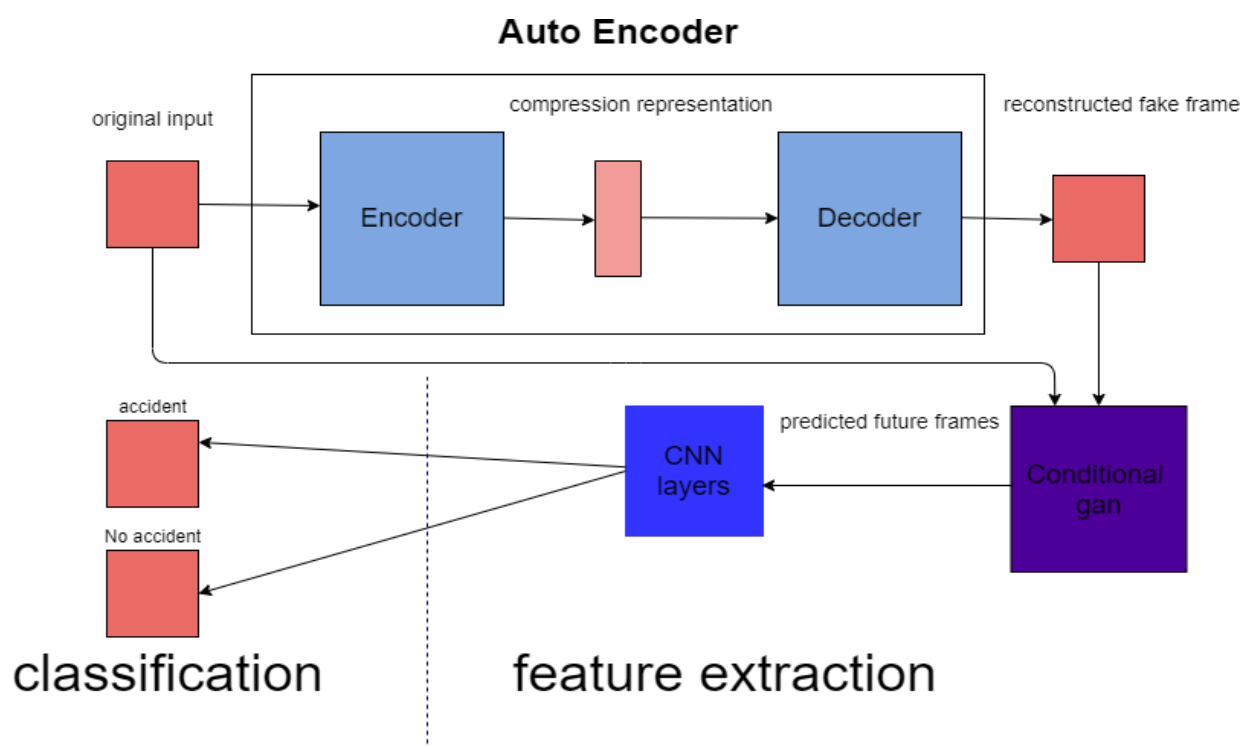 Auto Encoder
original input
compression representation
reconstructed fake frame
Encoder
Decoder
accident
No accident
CNN
layers
predicted future frames
Conditional
gan
classification
feature extraction